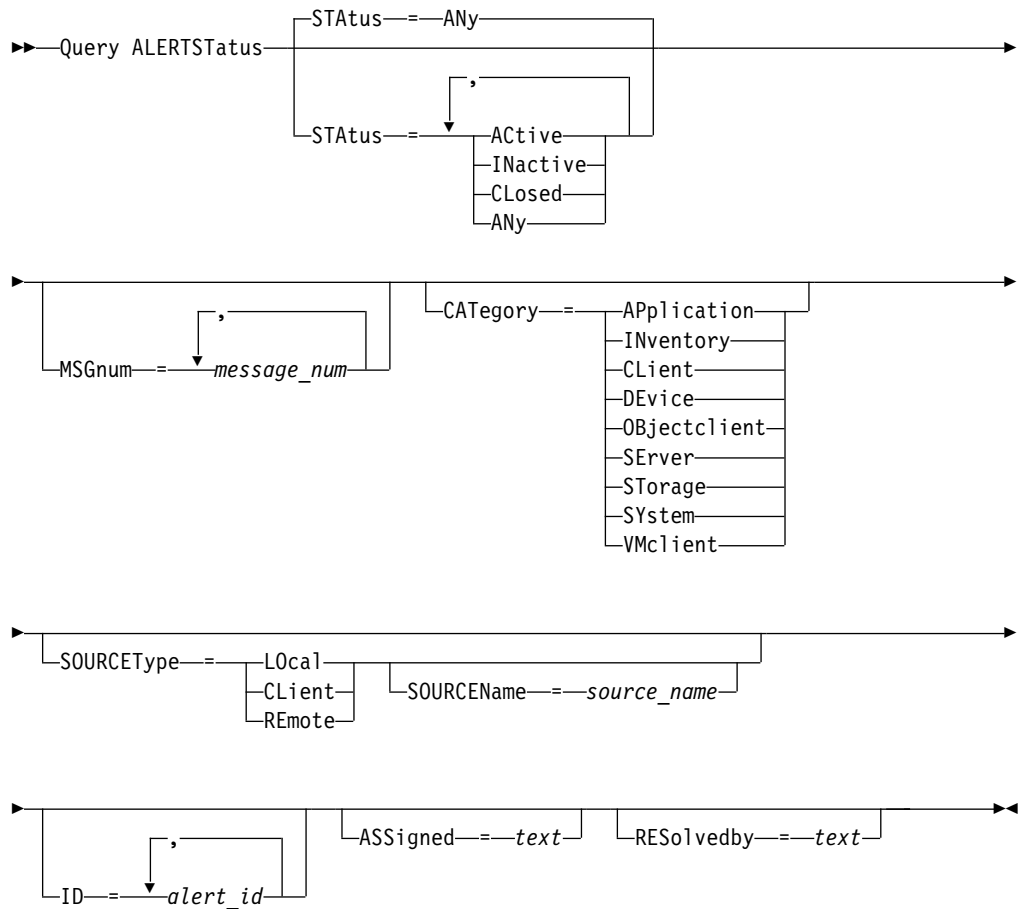 STAtus = ANy
Query ALERTSTatus
,
STAtus = ACtive
INactive
CLosed
ANy
,
MSGnum = message_num
CATegory = APplication
INventory
CLient
DEvice
OBjectclient
SErver
STorage
SYstem
VMclient
SOURCEType = LOcal
CLient
REmote
SOURCEName = source_name
,
ID = alert_id
ASSigned = text
RESolvedby = text